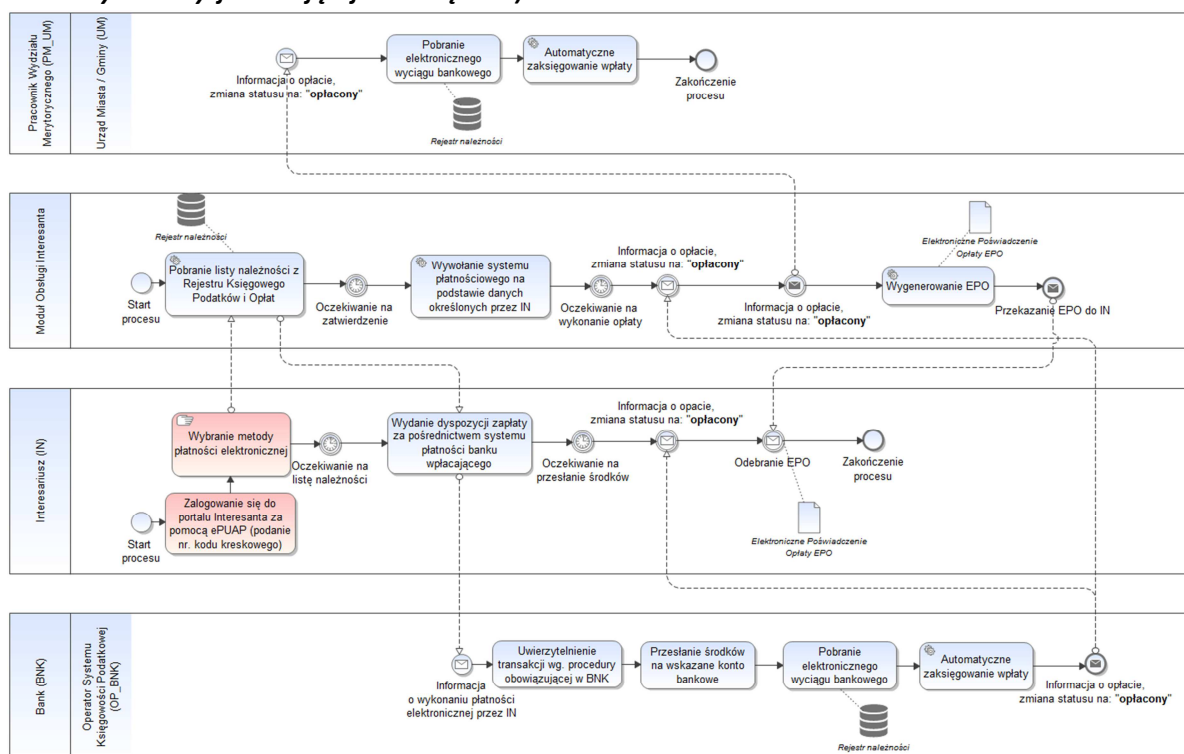 Pracownik Wydziału
Merytorycznego (PM_UM)
Urząd Miasta / Gminy (UM)
Informacja o opłacie,
zmiana statusu na: "opłacony"
Pobranie
elektronicznego
wyciągu bankowego
Rejestr należności
Automatyczne
zaksięgowanie wpłaty
Zakończenie
procesu
Moduł Obsługi Interesanta
Start
procesu
Rejestr należności
Pobranie listy należności z
Rejestru Księgowego
Podatków i Opłat
Oczekiwanie na
zatwierdzenie
Wywołanie systemu
płatnościowego na
podstawie danych
określonych przez IN
Oczekiwanie na
wykonanie opłaty
Informacja o opłacie,
zmiana statusu na: "opłacony"
Informacja o opłacie,
zmiana statusu na: "opłacony"
Wygenerowanie EPO
Elektroniczne Poświadczenie
Opłaty EPO
Przekazanie EPO do IN
Interesariusz (IN)
Start
procesu
Zalogowanie się do
portalu Interesanta za
pomocą ePUAP (podanie
nr. kodu kreskowego)
Wybranie metody
płatności elektronicznej
Oczekiwanie na
listę należności
Wydanie dyspozycji zapłaty
za pośrednictwem systemu
płatności banku
wpłacającego
Oczekiwanie na
przesłanie środków
Informacja o opacie,
zmiana statusu na: "opłacony"
Odebranie EPO
Elektroniczne Poświadczenie
Opłaty EPO
Zakończenie
procesu
Bank (BNK)
Operator Systemu
Księgowości Podatkowej
(OP_BNK)
Informacja
o wykonaniu płatności
elektronicznej przez IN
Uwierzytelnienie
transakcji wg. procedury
obowiązującej w BNK
Przesłanie środków
na wskazane konto
bankowe
Pobranie
elektronicznego
wyciągu bankowego
Rejestr należności
Automatyczne
zaksięgowanie wpłaty
Informacja o opłacie,
zmiana statusu na: "opłacony"